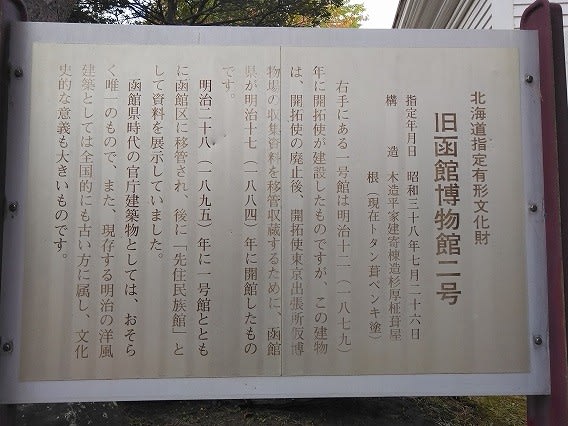 北海道指定有形文化財
旧函館博物館二号
指定年月日　昭和三十八年七月二十六日
構　　造　木造平家建寄棟造杉厚柾葺屋
根（現在トタン葺ペンキ塗）
右手にある一号館は明治十二（一八七九）
年に開拓使が建設したものですが、この建物
は、開拓使の廃止後、開拓使東京出張所仮博
物場の収集資料を移管収蔵するために、函館
県が明治十七（一八八四）年に開館したもの
です。
明治二十八（一八九五）年に一号館ととも
に函館区に移管され、後に「先住民族館」と
して資料を展示していました。
函館県時代の官庁建築物としては、おそら
く唯一のもので、また、現存する明治の洋風
建築としては全国的にも古い方に属し、文化
史的な意義も大きいものです。